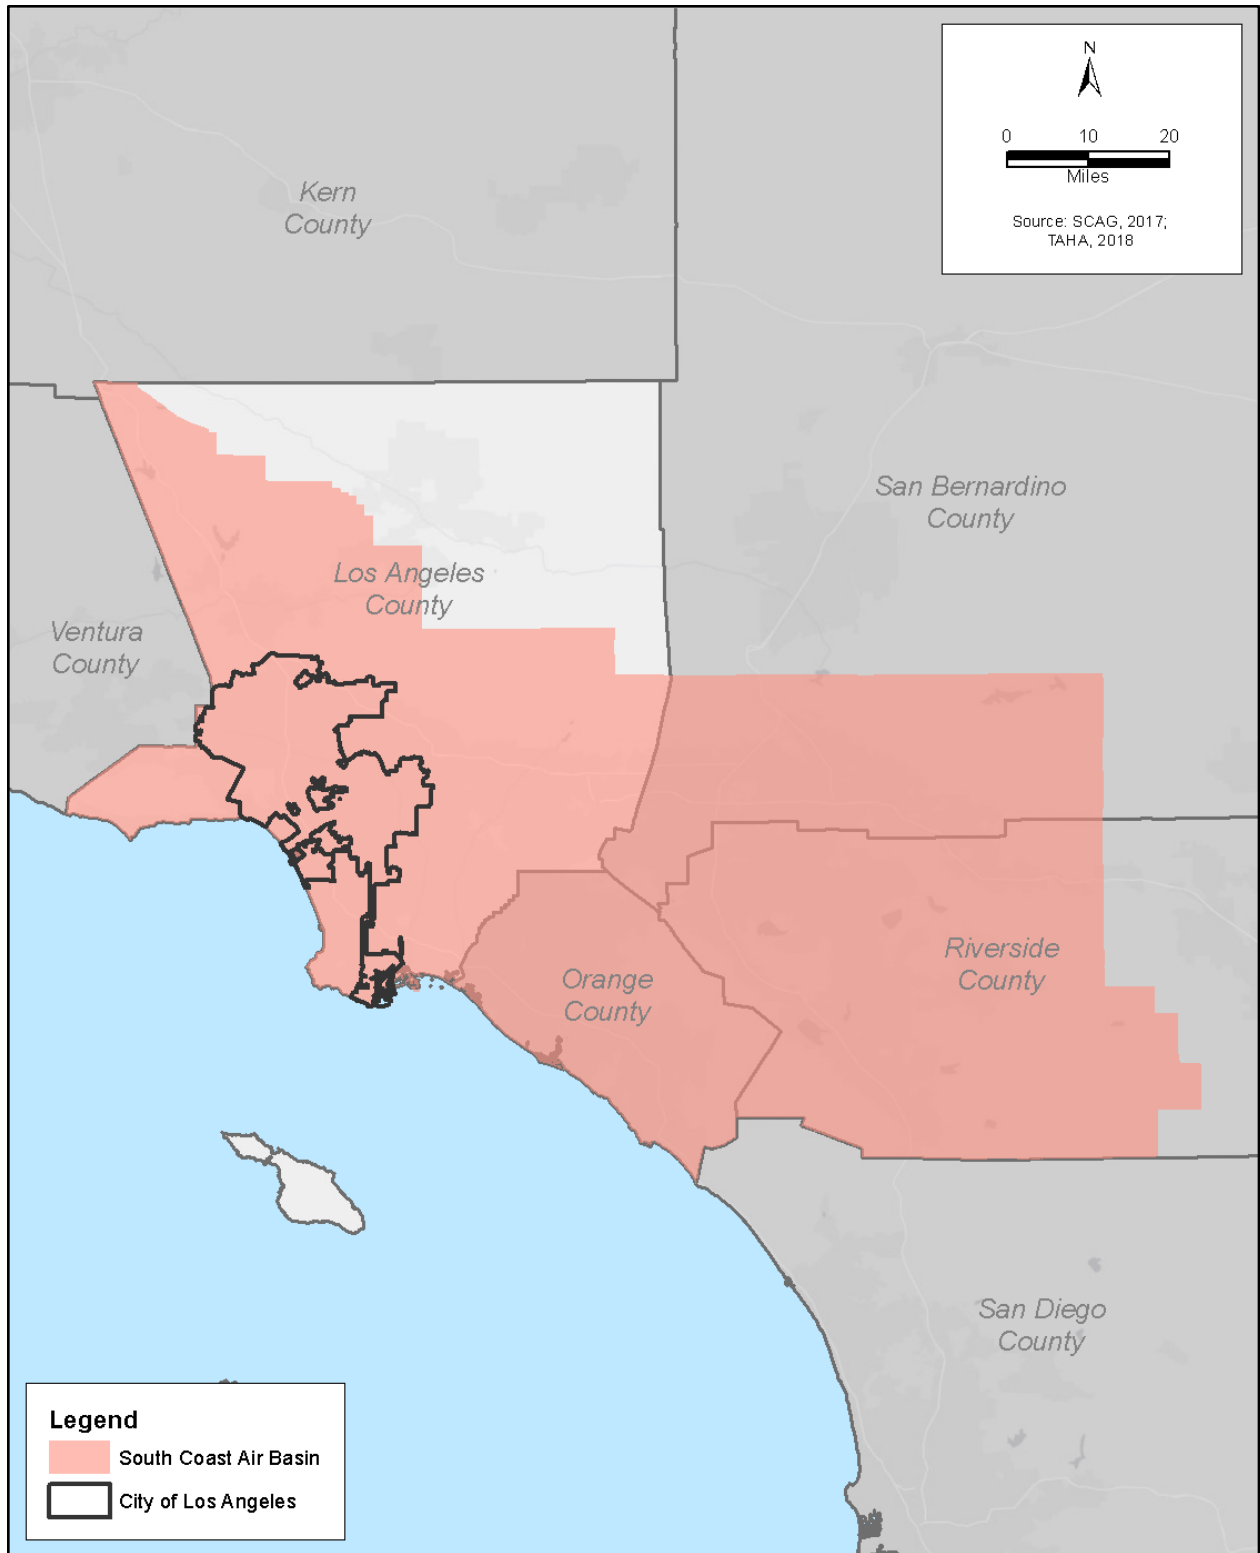 N
0 10 20
Miles
Source: SCAG, 2017;
TAHA, 2018
Kern
County
San Bernardino
County
Los Angeles
County
Ventura
County
Riverside
County
Orange
County
San Diego
County
Legend
South Coast Air Basin
City of Los Angeles